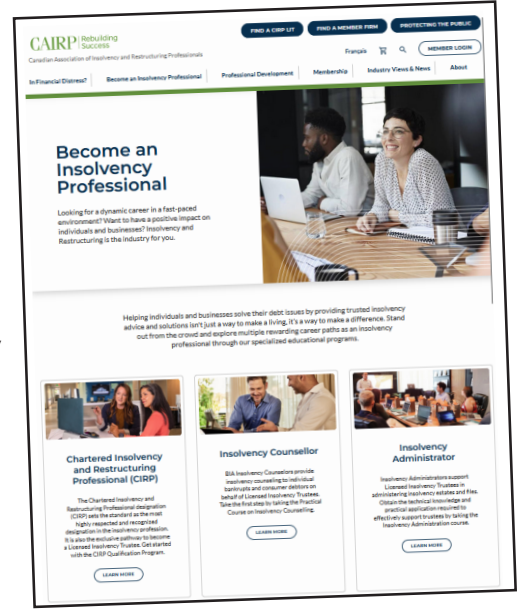 FIND A CIRP LIT
FIND A MEMBER FIRM
PROTECTING THE PUBLIC
CAIRP Rebuilding
Success
Canadian Association of Insolvency and Restructuring Professionals
Français
MEMBER LOGIN
In Financial Distress?
Become an Insolvency Professional
Professional Development
Membership
Industry Views & News
About
Become an
Insolvency
Professional
Looking for a dynamic career in a fast-paced
environment? Want to have a positive impact on
individuals and businesses? Insolvency and
Restructuring is the industry for you.
Helping individuals and businesses solve their debt issues by providing trusted insolvency
advice and solutions isn't just a way to make a living, it's a way to make a difference. Stand
out from the crowd and explore multiple rewarding career paths as an insolvency
professional through our specialized educational programs.
Chartered Insolvency
and Restructuring
Professional (CIRP)
The Chartered Insolvency and
Restructuring Professional designation
(CIRP) sets the standard as the most
highly respected and recognized
designation in the insolvency profession.
It is also the exclusive pathway to become
a Licensed Insolvency Trustee. Get started
with the CIRP Qualification Program.
LEARN MORE
Insolvency Counsellor
BIA Insolvency Counselors provide
insolvency counseling to individual
bankrupts and consumer debtors on
behalf of Licensed Insolvency Trustees.
Take the first step by taking the Practical
Course on Insolvency Counselling.
LEARN MORE
Insolvency
Administrator
Insolvency Administrators support
Licensed Insolvency Trustees in
administering insolvency estates and files.
Obtain the technical knowledge and
practical application required to
effectively support trustees by taking the
Insolvency Administration course.
LEARN MORE